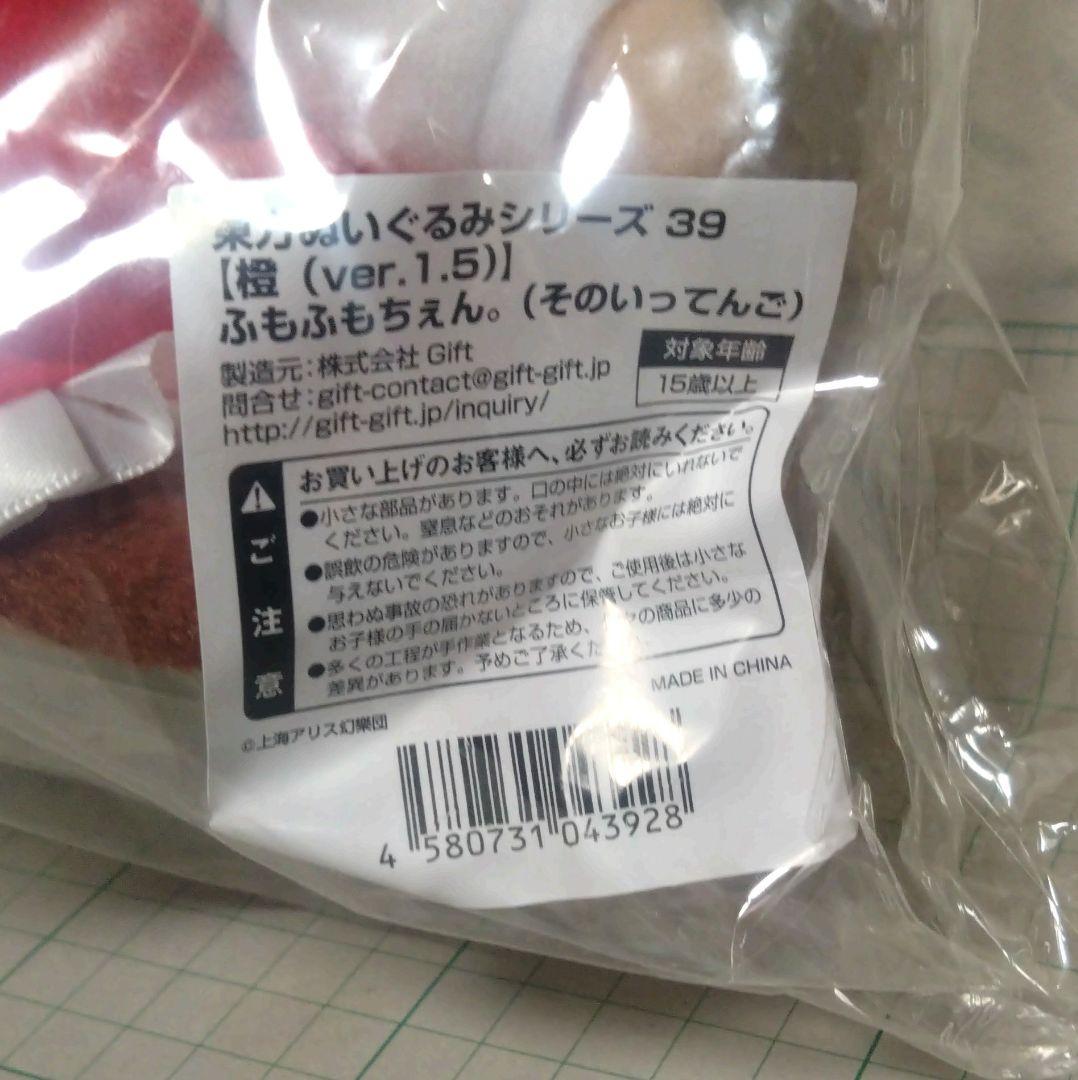 東方ぬいぐるみシリーズ 39
【橙（ver.1.5)】
ふもふもちぇん。(そのいってんご)
製造元：株式会社 Gift
問合せ：gift-contact@gift-gift.jp
http://gift-gift.jp/inquiry/
対象年齢
15歳以上
ご注意
お買い上げのお客様へ、必ずお読みください。
●小さな部品があります。口の中には絶対にいれないで
ください。窒息などのおそれがあります。
●誤飲の危険がありますので、小さなお子様には絶対に
与えないでください。
●思わぬ事故の恐れがありますので、ご使用後は小さな
お子様の手の届かないところに保管してください。
●多くの工程が手作業となるため、の商品に多少の
差異があります。予めご了承くだ
MADE IN CHINA
©上海アリス幻樂団
4 580731 043928